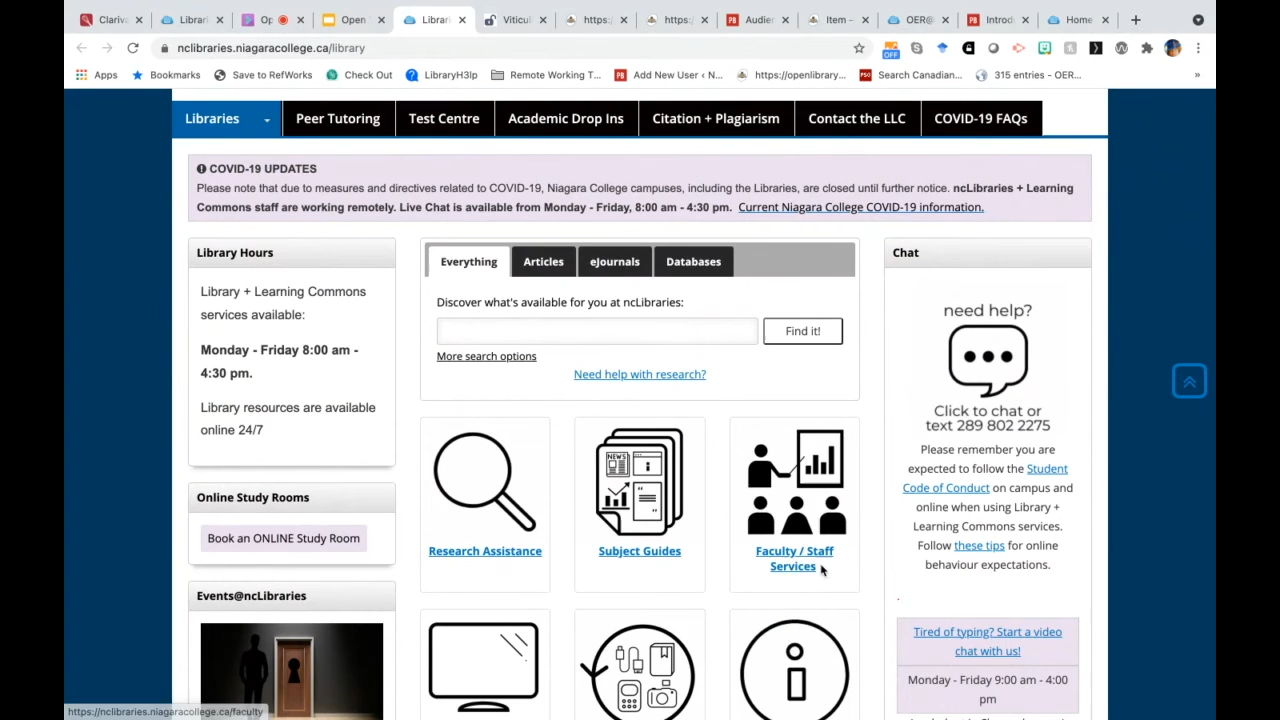 Clariva
Librari
Op
Open
Librari
Viticul
https:
https:
Audier
Item –
OER@
Introd
Home
nclibraries.niagaracollege.ca/library
OFF
Apps
Bookmarks
Save to RefWorks
Check Out
LibraryH3lp
Remote Working T...
Add New User ‹ N...
https://openlibrary...
Search Canadian...
315 entries - OER...
»
Libraries
Peer Tutoring
Test Centre
Academic Drop Ins
Citation + Plagiarism
Contact the LLC
COVID-19 FAQs
COVID-19 UPDATES
Please note that due to measures and directives related to COVID-19, Niagara College campuses, including the Libraries, are closed until further notice. ncLibraries + Learning
Commons staff are working remotely. Live Chat is available from Monday - Friday, 8:00 am - 4:30 pm. Current Niagara College COVID-19 information.
Library Hours
Library + Learning Commons
services available:
Monday - Friday 8:00 am -
4:30 pm.
Library resources are available
online 24/7
Online Study Rooms
Book an ONLINE Study Room
Events@ncLibraries
Everything
Articles
eJournals
Databases
Discover what's available for you at ncLibraries:
Find it!
More search options
Need help with research?
Research Assistance
NEWS
Subject Guides
Faculty / Staff
Services
Chat
need help?
Click to chat or
text 289 802 2275
Please remember you are
expected to follow the Student
Code of Conduct on campus and
online when using Library +
Learning Commons services.
Follow these tips for online
behaviour expectations.
Tired of typing? Start a video
chat with us!
Monday - Friday 9:00 am - 4:00
pm
https://nclibraries.niagaracollege.ca/faculty